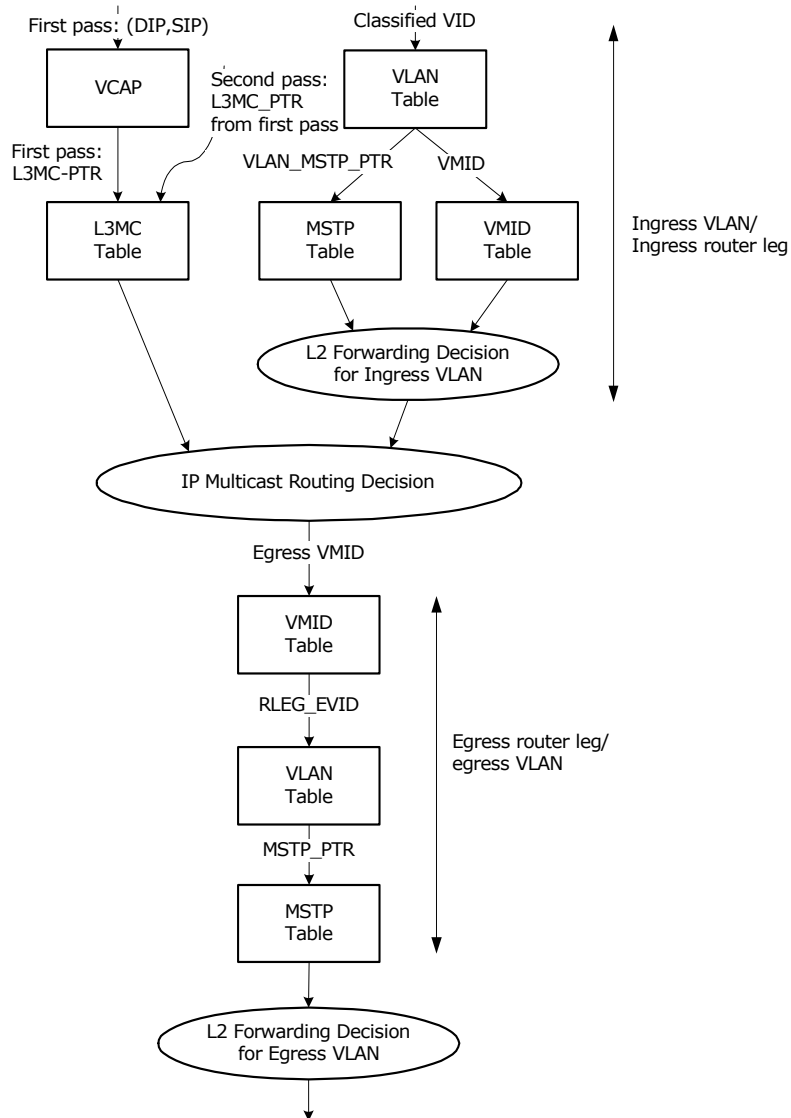 First pass: (DIP,SIP)
Classified VID
VCAP
Second pass:
L3MC_PTR
from first pass
VLAN
Table
First pass:
L3MC-PTR
VLAN_MSTP_PTR
VMID
L3MC
Table
MSTP
Table
VMID
Table
Ingress VLAN/
Ingress router leg
L2 Forwarding Decision
for Ingress VLAN
IP Multicast Routing Decision
Egress VMID
VMID
Table
RLEG_EVID
Egress router leg/
egress VLAN
VLAN
Table
MSTP_PTR
MSTP
Table
L2 Forwarding Decision
for Egress VLAN